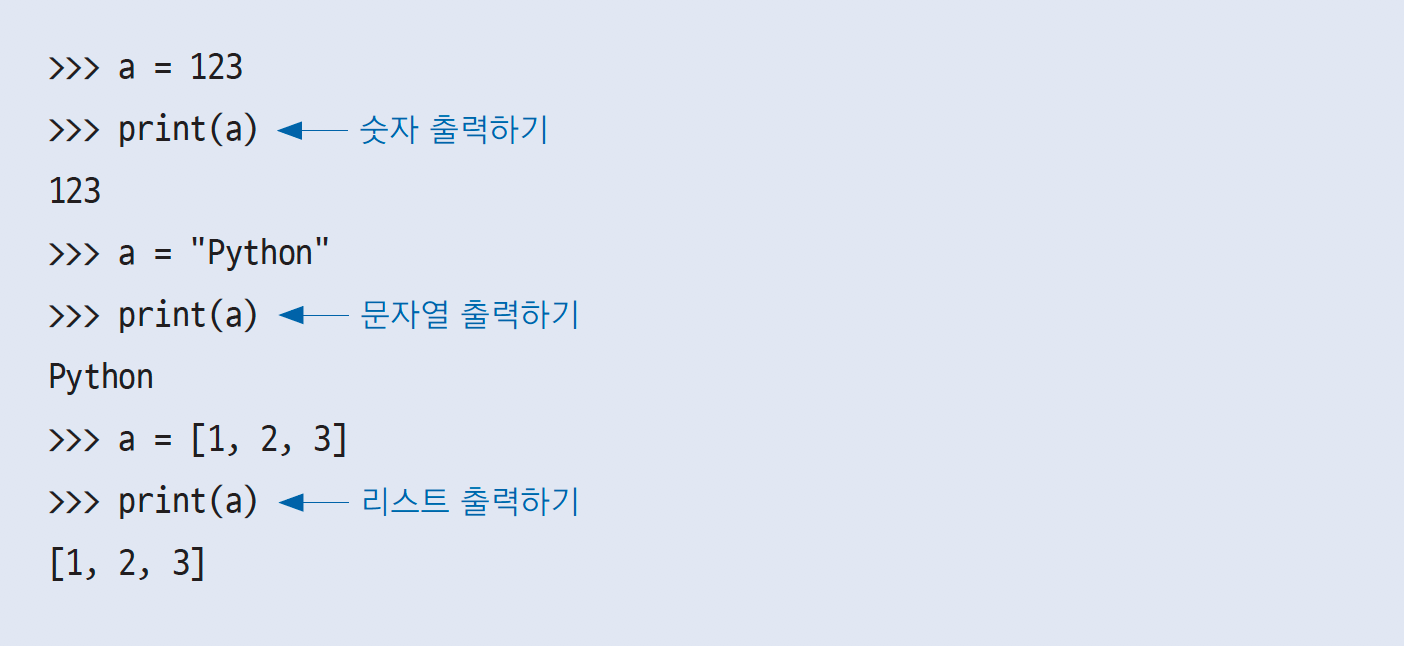 >>> a = 123
>>> print(a) 숫자 출력하기
123
>>> a = "Python"
>>> print(a) 문자열 출력하기
Python
>>> a = [1, 2, 3]
>>> print(a) 리스트 출력하기
[1, 2, 3]